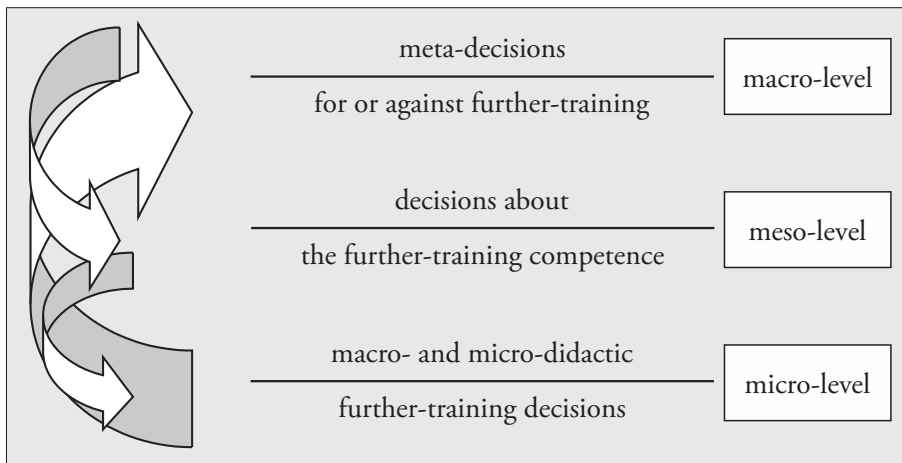 meta-decisions
for or against further-training
macro-level
decisions about
the further-training competence
meso-level
macro- and micro-didactic
further-training decisions
micro-level